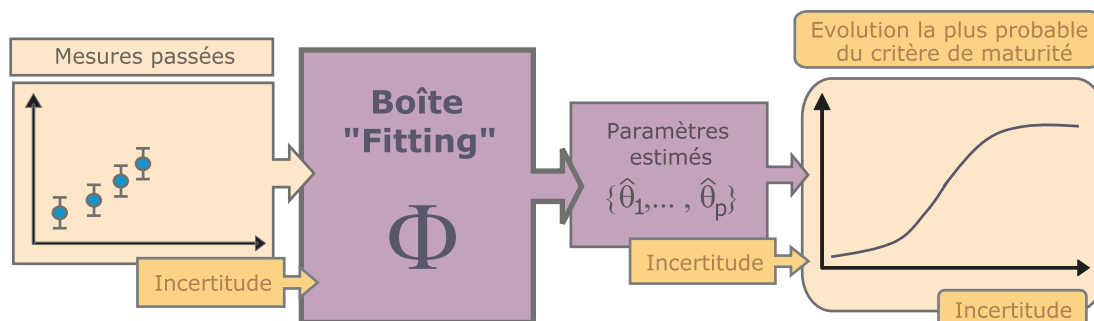 Mesures passées
Incertitude
Boîte
"Fitting"
Φ
Paramètres
estimés
{θ̂1,... , θ̂p}
Incertitude
Evolution la plus probable
du critère de maturité
Incertitude